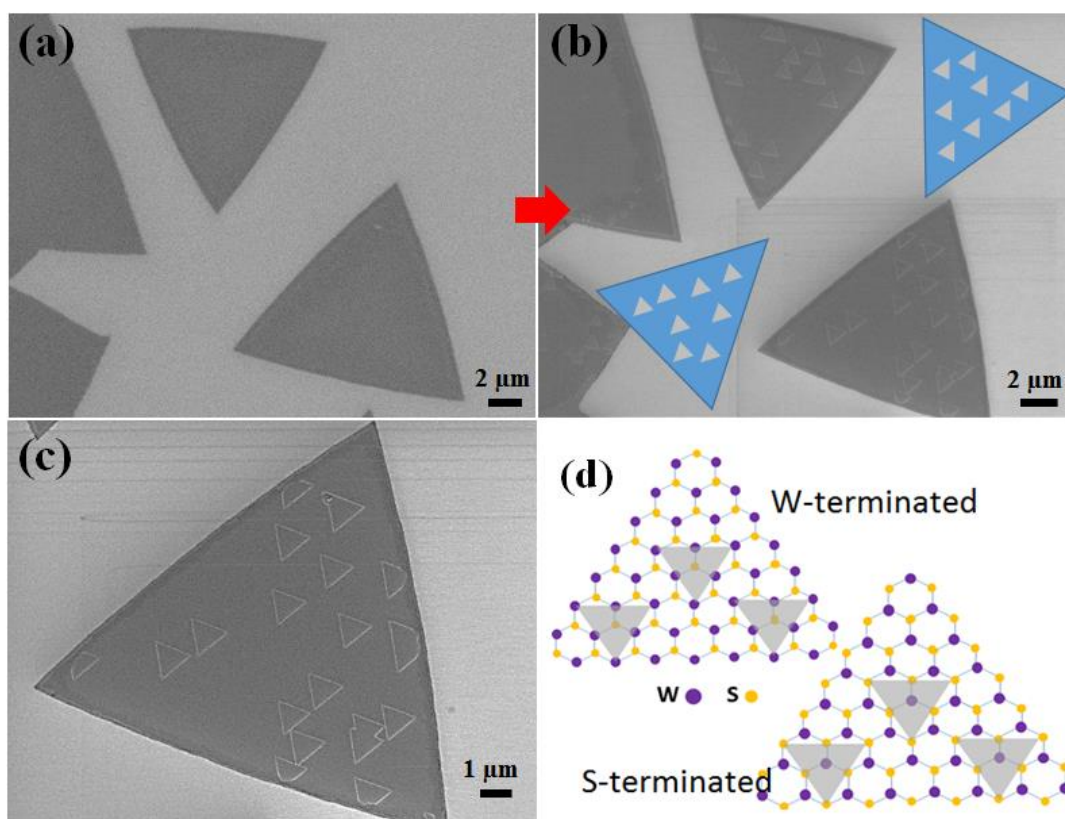 (a)
2 μm
(b)
2 μm
(c)
1 μm
(d)
W-terminated
W S
S-terminated